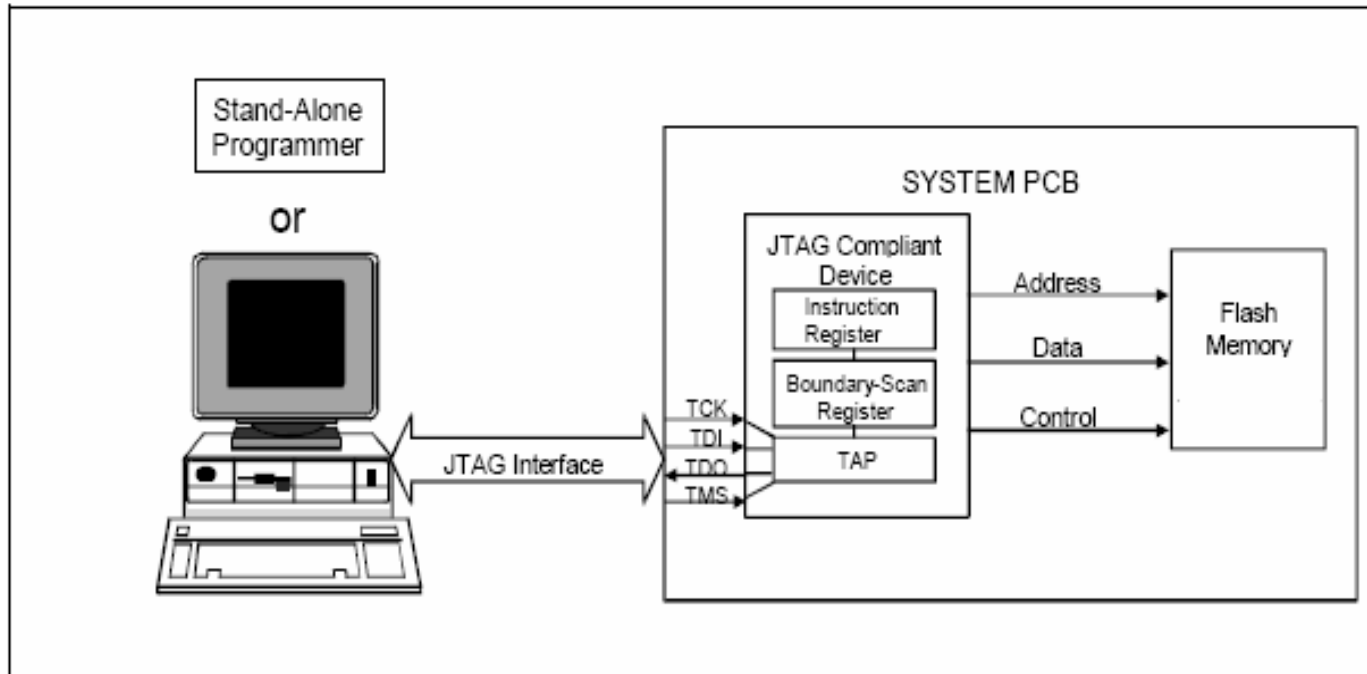 Stand-Alone
Programmer
or
JTAG Interface
SYSTEM PCB
JTAG Compliant
Device
Instruction
Register
Boundary-Scan
Register
TAP
TCK
TDI
TDO
TMS
Address
Data
Control
Flash
Memory